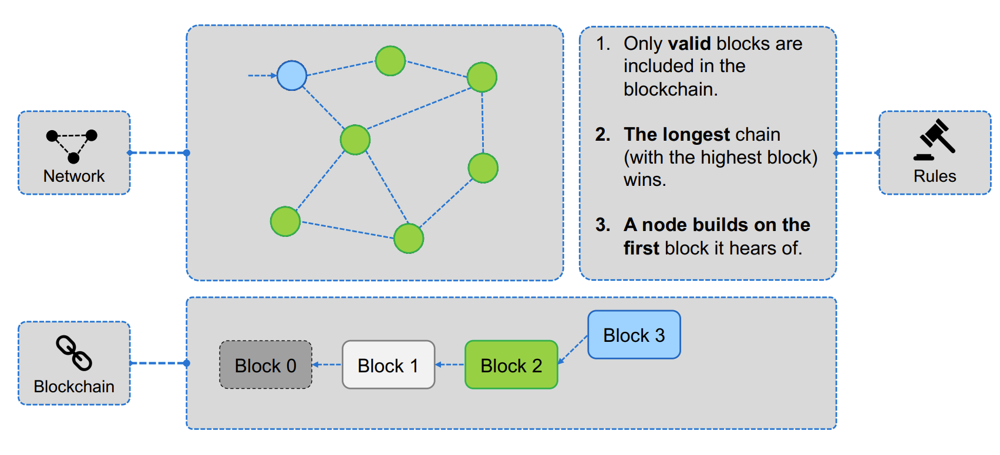 Network
1. Only valid blocks are
included in the
blockchain.
2. The longest chain
(with the highest block)
wins.
3. A node builds on the
first block it hears of.
Rules
Blockchain
Block 0
Block 1
Block 2
Block 3